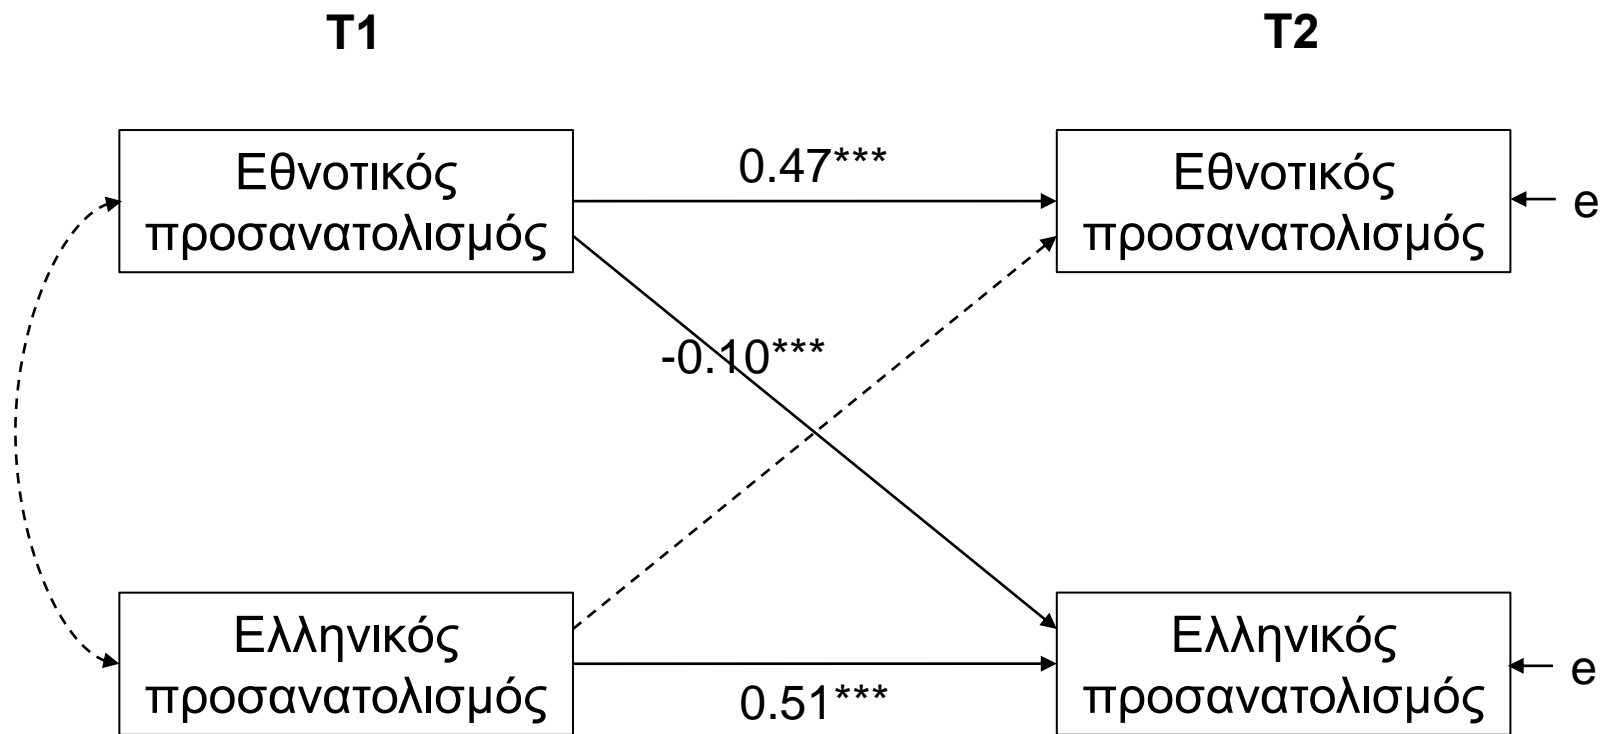 T1
T2
Εθνοτικός
προσανατολισμός
0.47***
Εθνοτικός
προσανατολισμός
e
-0.10***
Ελληνικός
προσανατολισμός
0.51***
Ελληνικός
προσανατολισμός
e